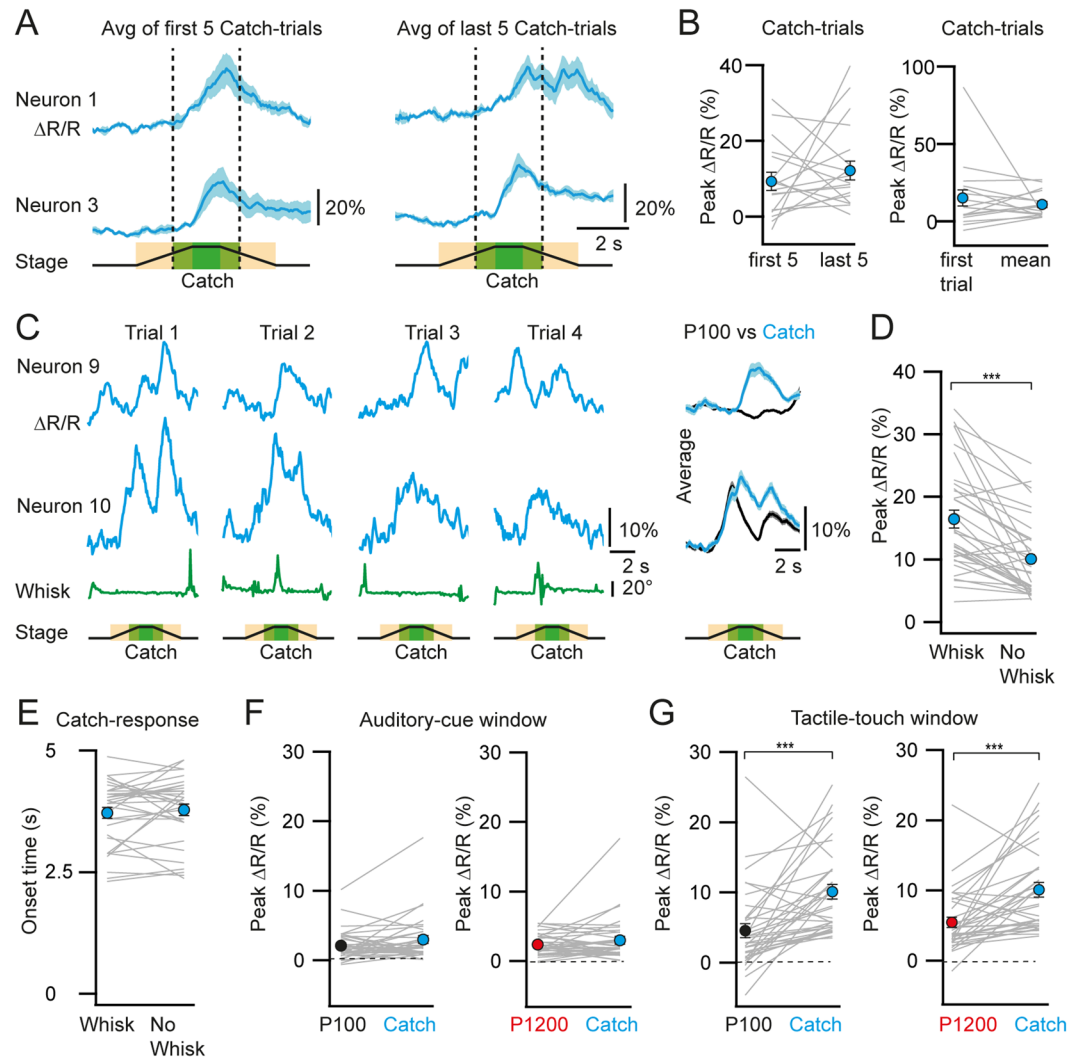 A
Avg of first 5 Catch-trials
Avg of last 5 Catch-trials
Neuron 1
ΔR/R
Neuron 3
20%
20%
2 s
Stage
Catch
B
Catch-trials
Catch-trials
Peak ΔR/R (%)
40
20
0
first 5
last 5
Peak ΔR/R (%)
100
50
0
first
trial
mean
C
Trial 1
Trial 2
Trial 3
Trial 4
P100 vs Catch
Neuron 9
ΔR/R
Neuron 10
10%
2 s
Whisk
20°
Stage
Catch
Catch
Catch
Catch
Average
10%
2 s
Catch
D
***
Peak ΔR/R (%)
40
30
20
10
0
Whisk
No
Whisk
E
Catch-response
Onset time (s)
5
2.5
0
Whisk
No
Whisk
F
Auditory-cue window
Peak ΔR/R (%)
30
20
10
0
P100
Catch
Peak ΔR/R (%)
30
20
10
0
P1200
Catch
G
Tactile-touch window
***
Peak ΔR/R (%)
30
20
10
0
P100
Catch
***
Peak ΔR/R (%)
30
20
10
0
P1200
Catch